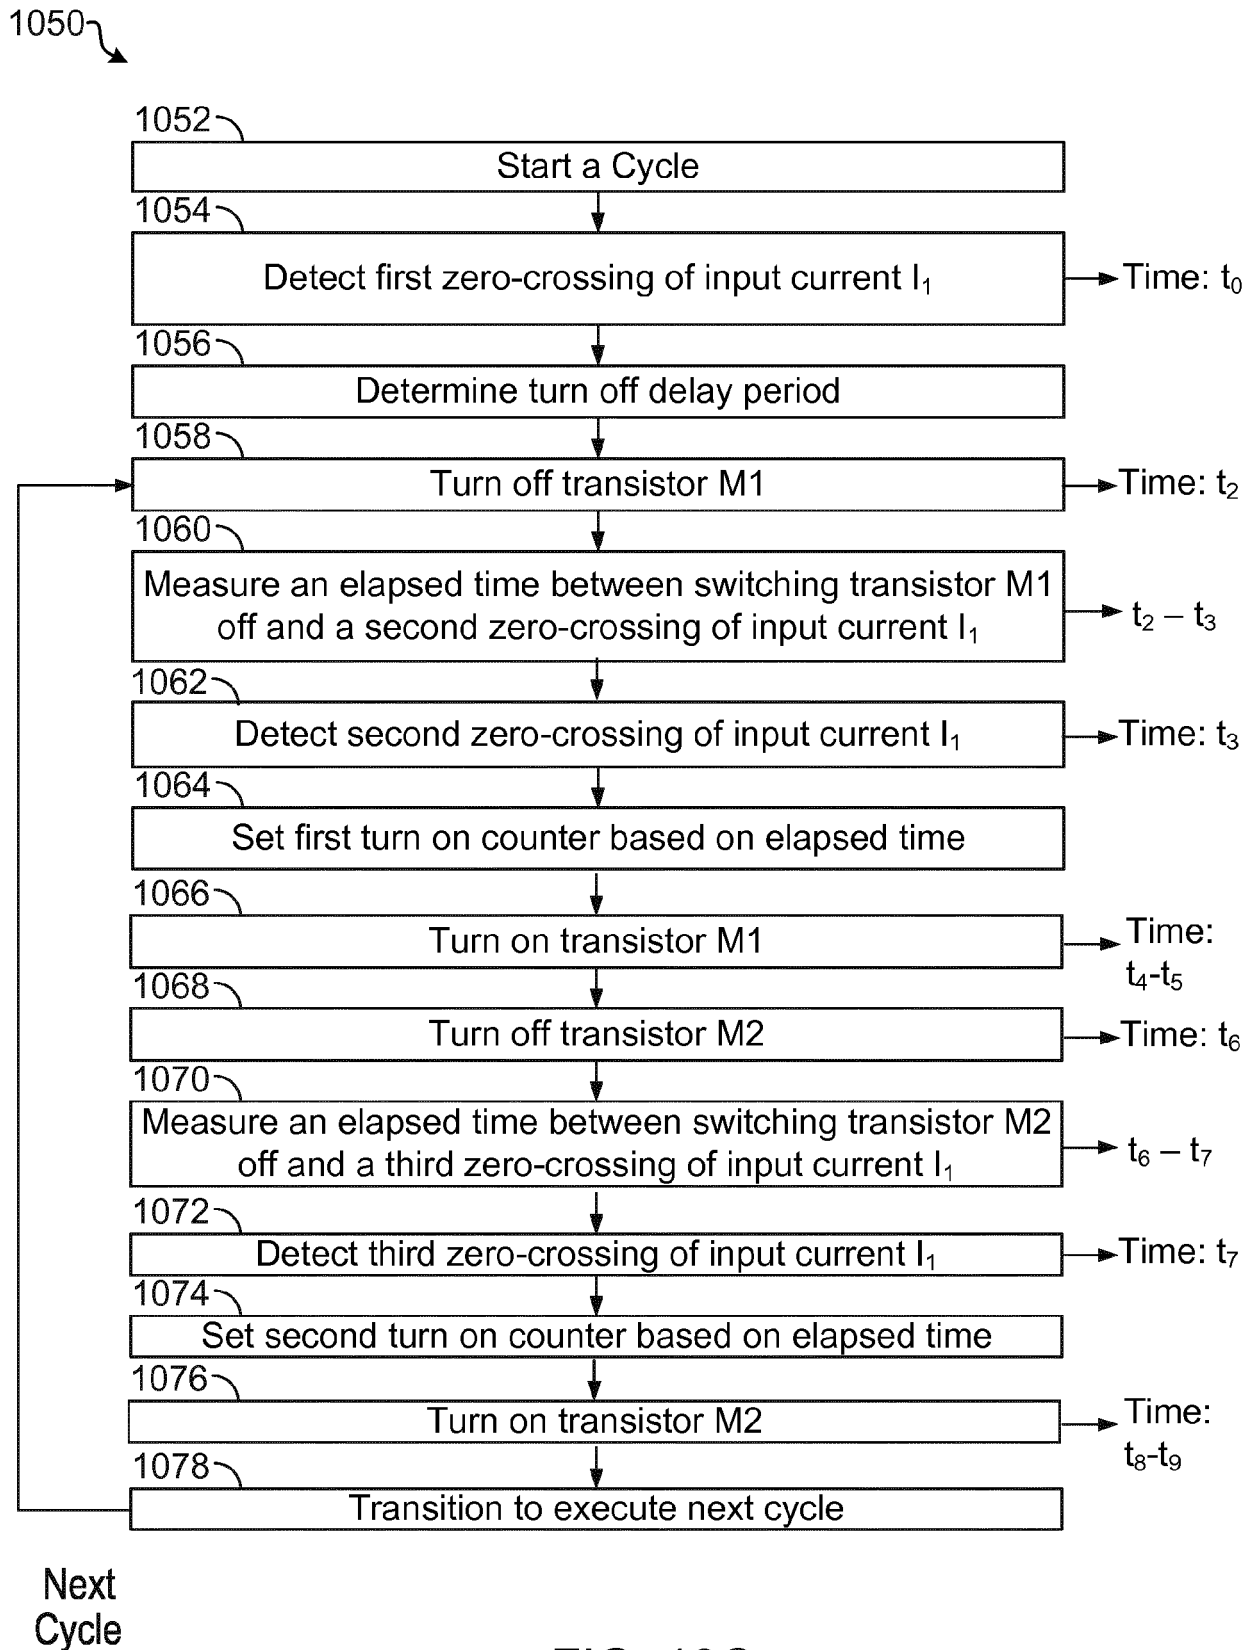 1050
1052
Start a Cycle
1054
Detect first zero-crossing of input current I₁
Time: t₀
1056
Determine turn off delay period
1058
Turn off transistor M1
Time: t₂
1060
Measure an elapsed time between switching transistor M1
off and a second zero-crossing of input current I₁
t₂ – t₃
1062
Detect second zero-crossing of input current I₁
Time: t₃
1064
Set first turn on counter based on elapsed time
1066
Turn on transistor M1
Time:
t₄-t₅
1068
Turn off transistor M2
Time: t₆
1070
Measure an elapsed time between switching transistor M2
off and a third zero-crossing of input current I₁
t₆ – t₇
1072
Detect third zero-crossing of input current I₁
Time: t₇
1074
Set second turn on counter based on elapsed time
1076
Turn on transistor M2
Time:
t₈-t₉
1078
Transition to execute next cycle
Next
Cycle